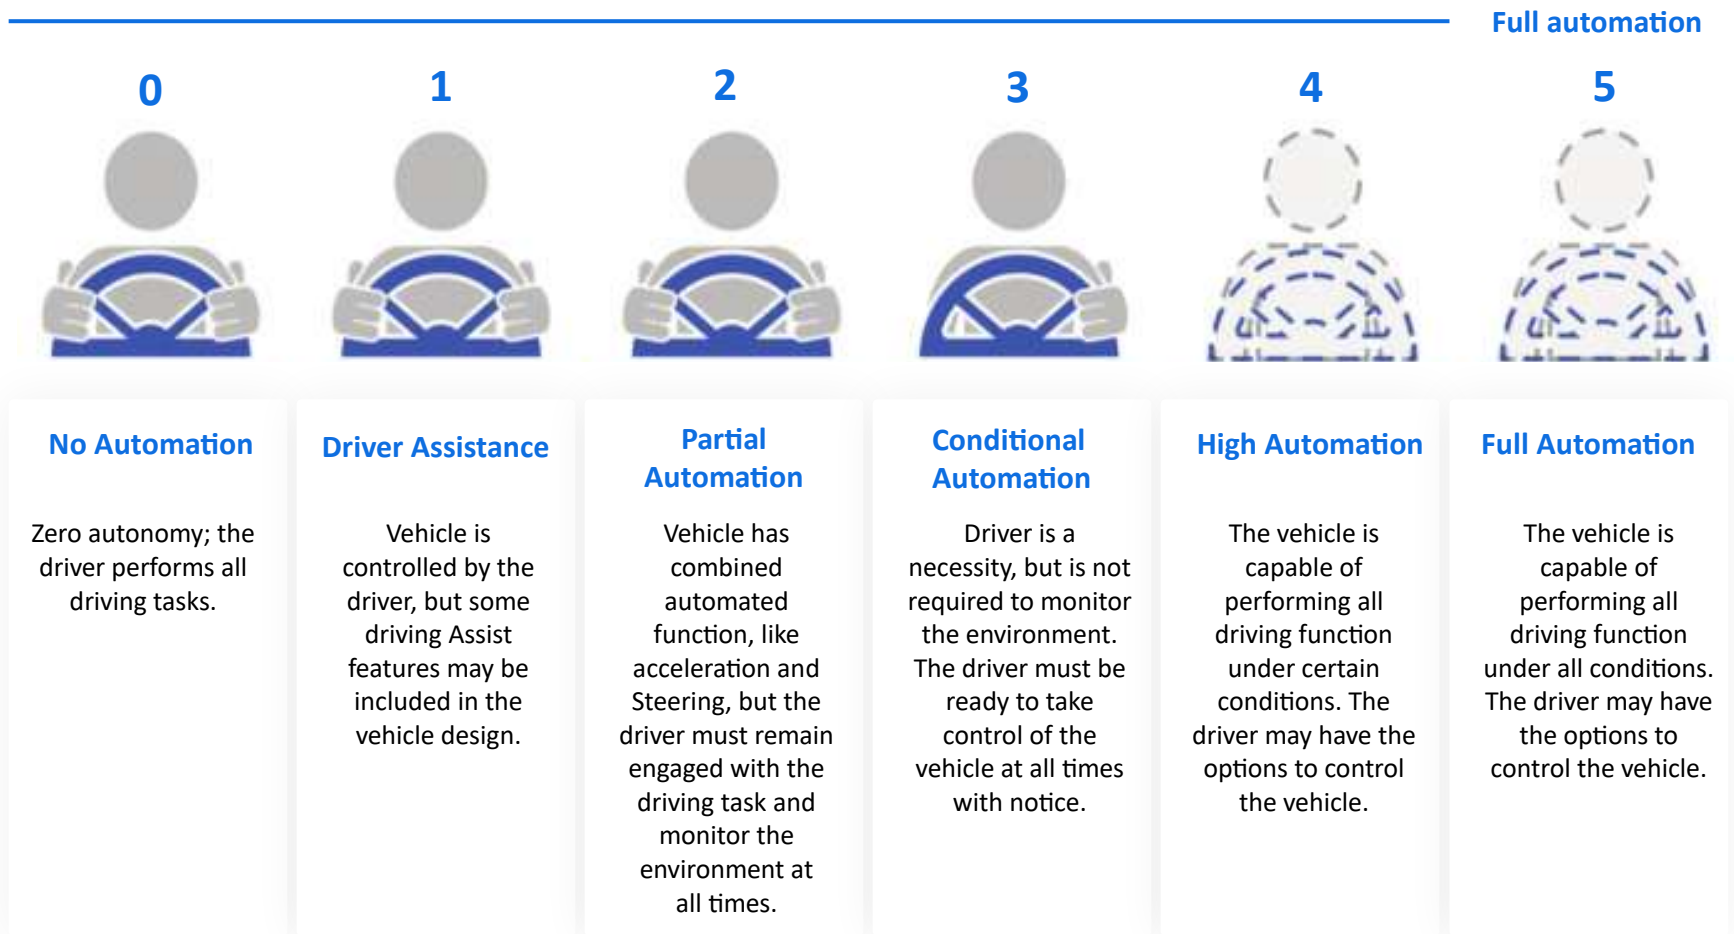 Full automation
0
1
2
3
4
5
No Automation
Zero autonomy; the
driver performs all
driving tasks.
Driver Assistance
Vehicle is
controlled by the
driver, but some
driving Assist
features may be
included in the
vehicle design.
Partial
Automation
Vehicle has
combined
automated
function, like
acceleration and
Steering, but the
driver must remain
engaged with the
driving task and
monitor the
environment at
all times.
Conditional
Automation
Driver is a
necessity, but is not
required to monitor
the environment.
The driver must be
ready to take
control of the
vehicle at all times
with notice.
High Automation
The vehicle is
capable of
performing all
driving function
under certain
conditions. The
driver may have the
options to control
the vehicle.
Full Automation
The vehicle is
capable of
performing all
driving function
under all conditions.
The driver may have
the options to
control the vehicle.